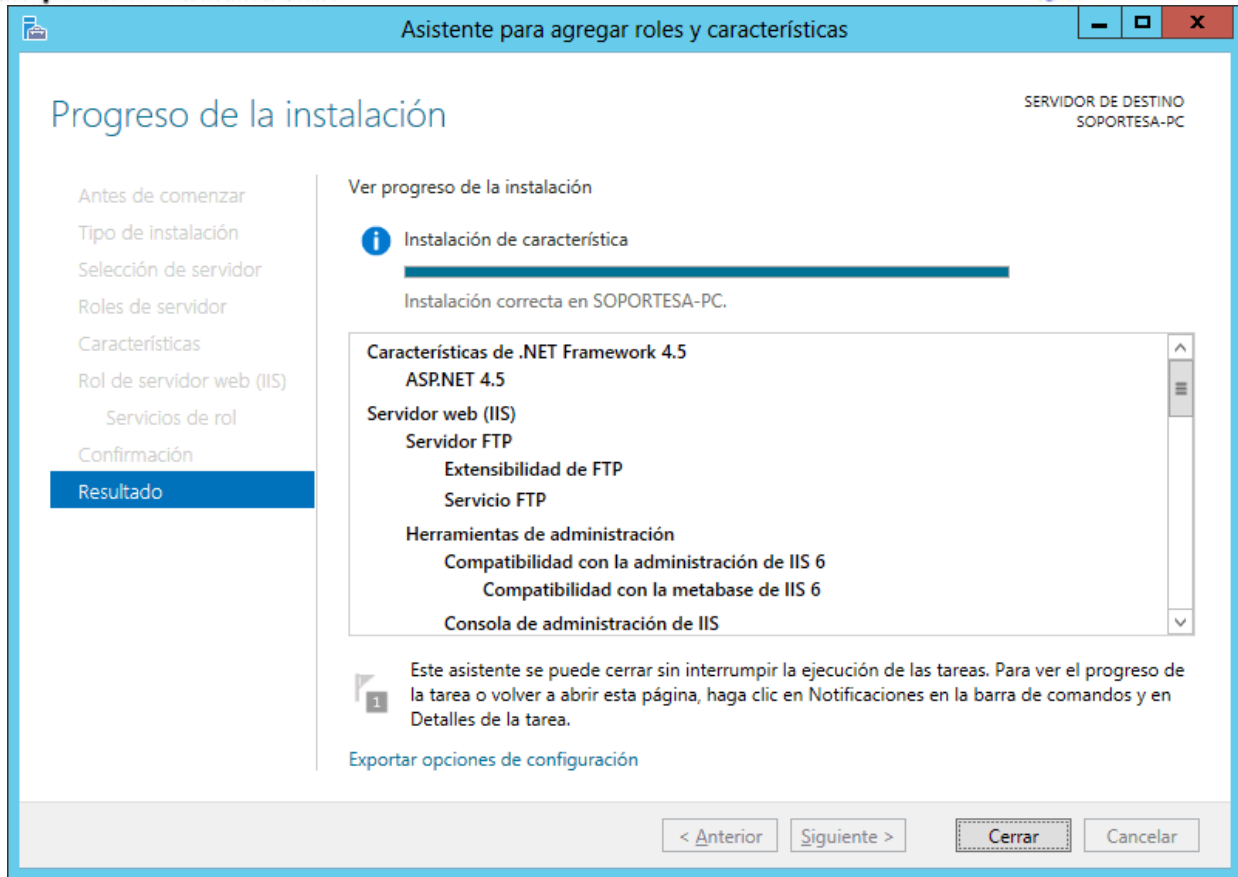 Asistente para agregar roles y características
Progreso de la instalación
SERVIDOR DE DESTINO
SOPORTESA-PC
Antes de comenzar
Tipo de instalación
Selección de servidor
Roles de servidor
Características
Rol de servidor web (IIS)
Servicios de rol
Confirmación
Resultado
Ver progreso de la instalación
Instalación de característica
Instalación correcta en SOPORTESA-PC.
Características de .NET Framework 4.5
ASP.NET 4.5
Servidor web (IIS)
Servidor FTP
Extensibilidad de FTP
Servicio FTP
Herramientas de administración
Compatibilidad con la administración de IIS 6
Compatibilidad con la metabase de IIS 6
Consola de administración de IIS
1
Este asistente se puede cerrar sin interrumpir la ejecución de las tareas. Para ver el progreso de
la tarea o volver a abrir esta página, haga clic en Notificaciones en la barra de comandos y en
Detalles de la tarea.
Exportar opciones de configuración
< Anterior
Siguiente >
Cerrar
Cancelar